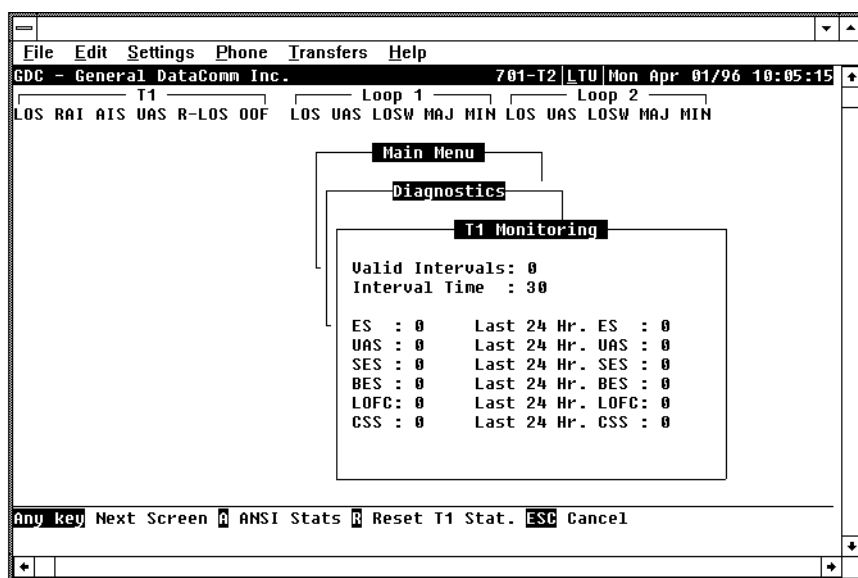 File Edit Settings Phone Transfers Help
GDC - General DataComm Inc. 701-T2|LTU|Mon Apr 01/96 10:05:15
T1 Loop 1 Loop 2
LOS RAI AIS UAS R-LOS OOF LOS UAS LOSW MAJ MIN LOS UAS LOSW MAJ MIN
Main Menu
Diagnostics
T1 Monitoring
Valid Intervals: 0
Interval Time : 30
ES : 0 Last 24 Hr. ES : 0
UAS : 0 Last 24 Hr. UAS : 0
SES : 0 Last 24 Hr. SES : 0
BES : 0 Last 24 Hr. BES : 0
LOFC: 0 Last 24 Hr. LOFC: 0
CSS : 0 Last 24 Hr. CSS : 0
Any key Next Screen A ANSI Stats R Reset T1 Stat. ESC Cancel